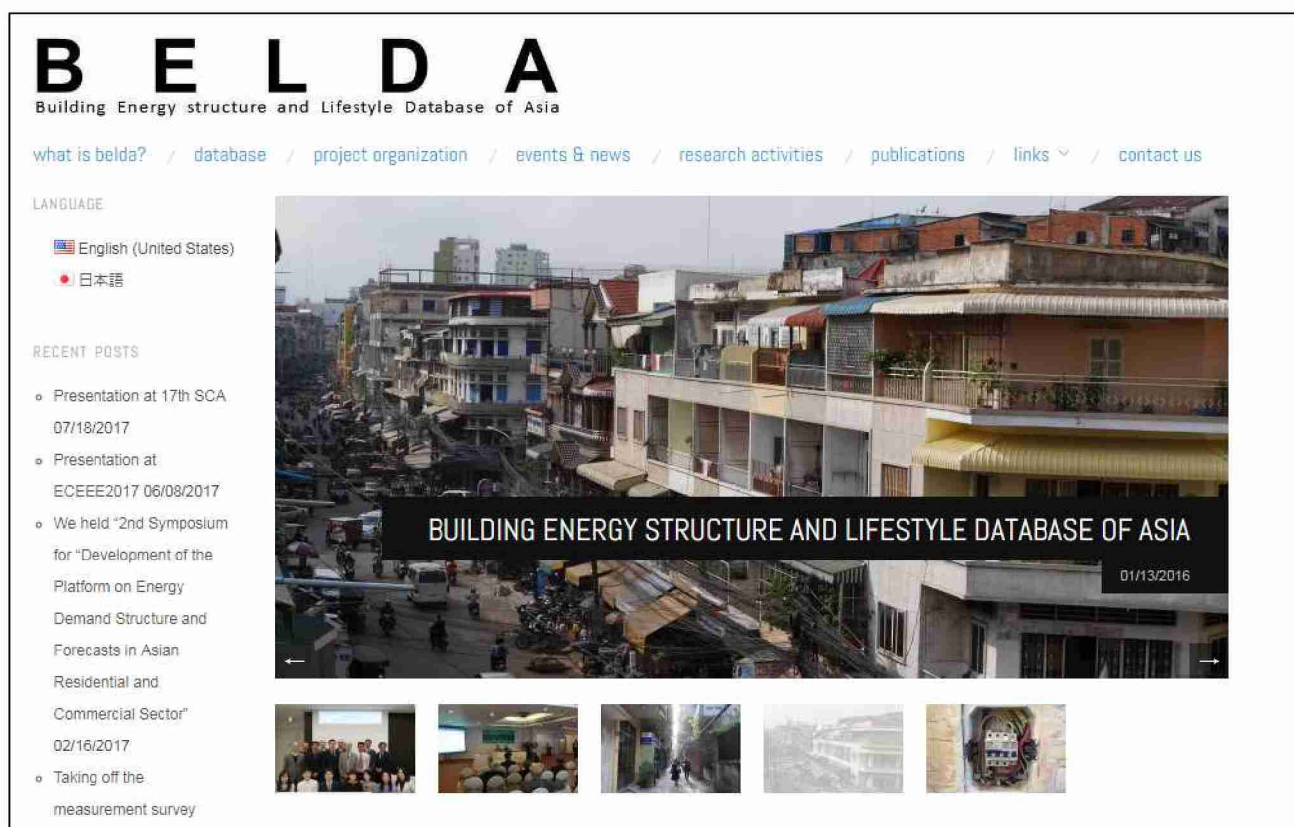 B E L D A
Building Energy structure and Lifestyle Database of Asia
what is belda? / database / project organization / events & news / research activities / publications / links / contact us
LANGUAGE
English (United States)
日本語
RECENT POSTS
Presentation at 17th SCA
07/18/2017
Presentation at
ECEEE2017 06/08/2017
We held “2nd Symposium
for “Development of the
Platform on Energy
Demand Structure and
Forecasts in Asian
Residential and
Commercial Sector”
02/16/2017
Taking off the
measurement survey
BUILDING ENERGY STRUCTURE AND LIFESTYLE DATABASE OF ASIA
01/13/2016